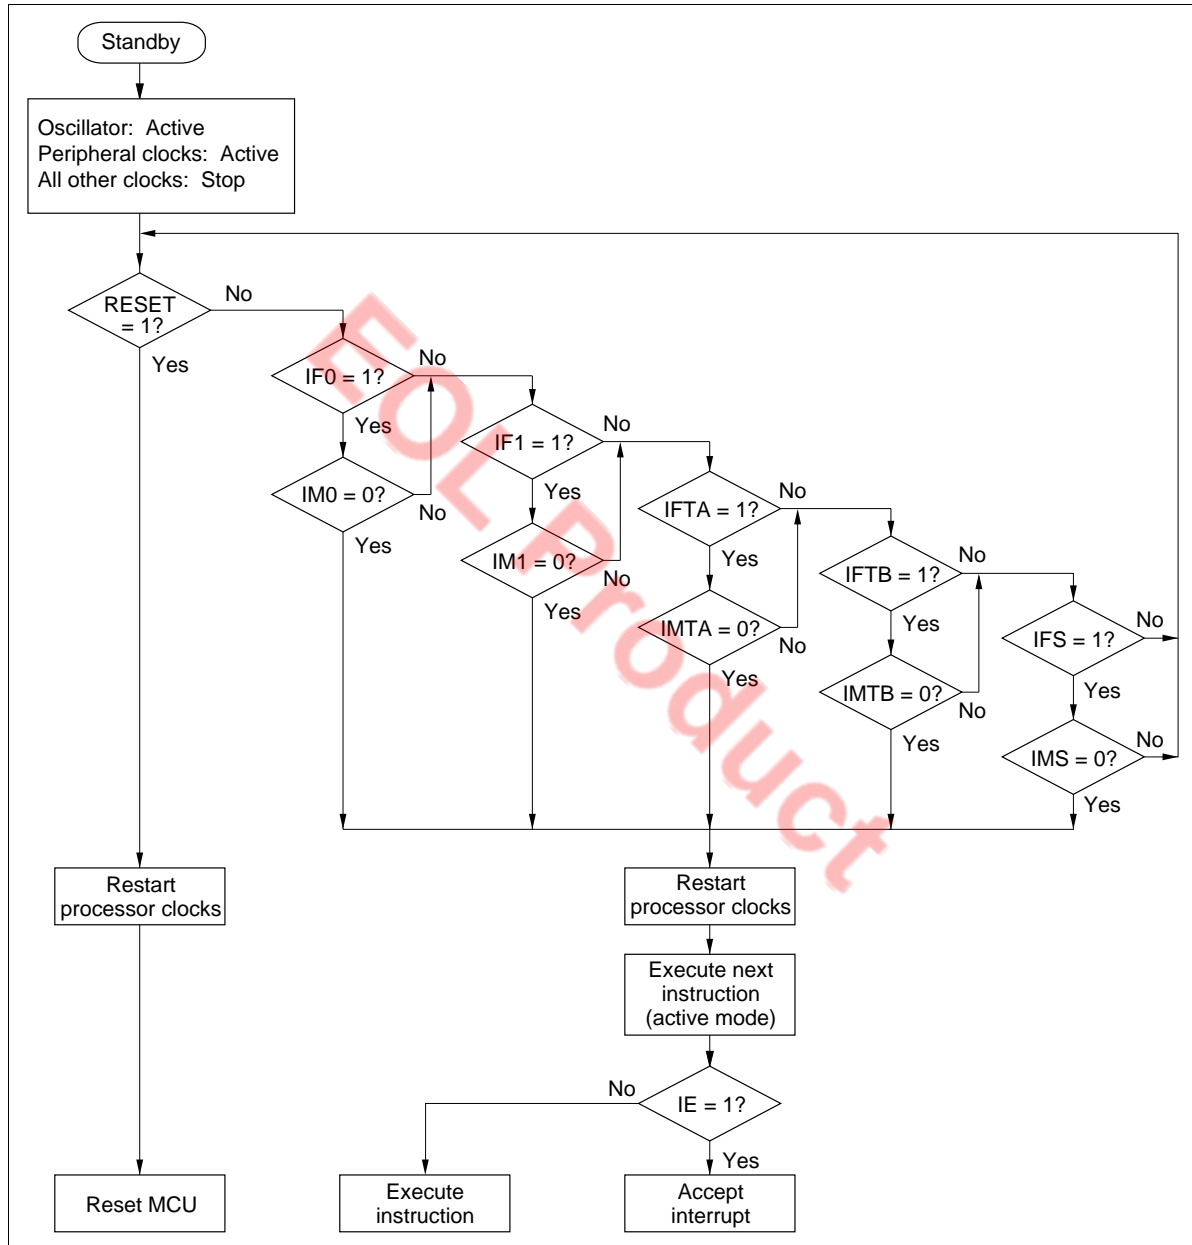 Standby
Oscillator: Active
Peripheral clocks: Active
All other clocks: Stop
RESET
= 1?
No
Yes
IF0 = 1?
No
Yes
IM0 = 0?
No
Yes
IF1 = 1?
No
Yes
IM1 = 0?
No
Yes
IFTA = 1?
No
Yes
IMTA = 0?
No
Yes
IFTB = 1?
No
Yes
IMTB = 0?
No
Yes
IFS = 1?
No
Yes
IMS = 0?
No
Yes
EOL Product
Restart
processor clocks
Restart
processor clocks
Execute next
instruction
(active mode)
IE = 1?
No
Yes
Reset MCU
Execute
instruction
Accept
interrupt